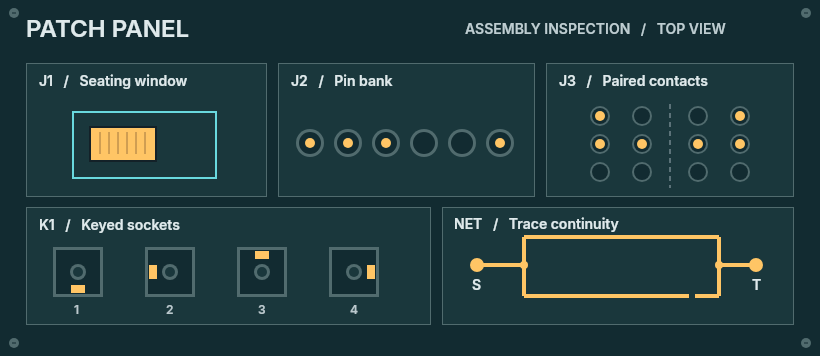 PATCH PANEL
ASSEMBLY INSPECTION / TOP VIEW
J1 / Seating window
J2 / Pin bank
J3 / Paired contacts
K1 / Keyed sockets
1 2 3 4
NET / Trace continuity
S T